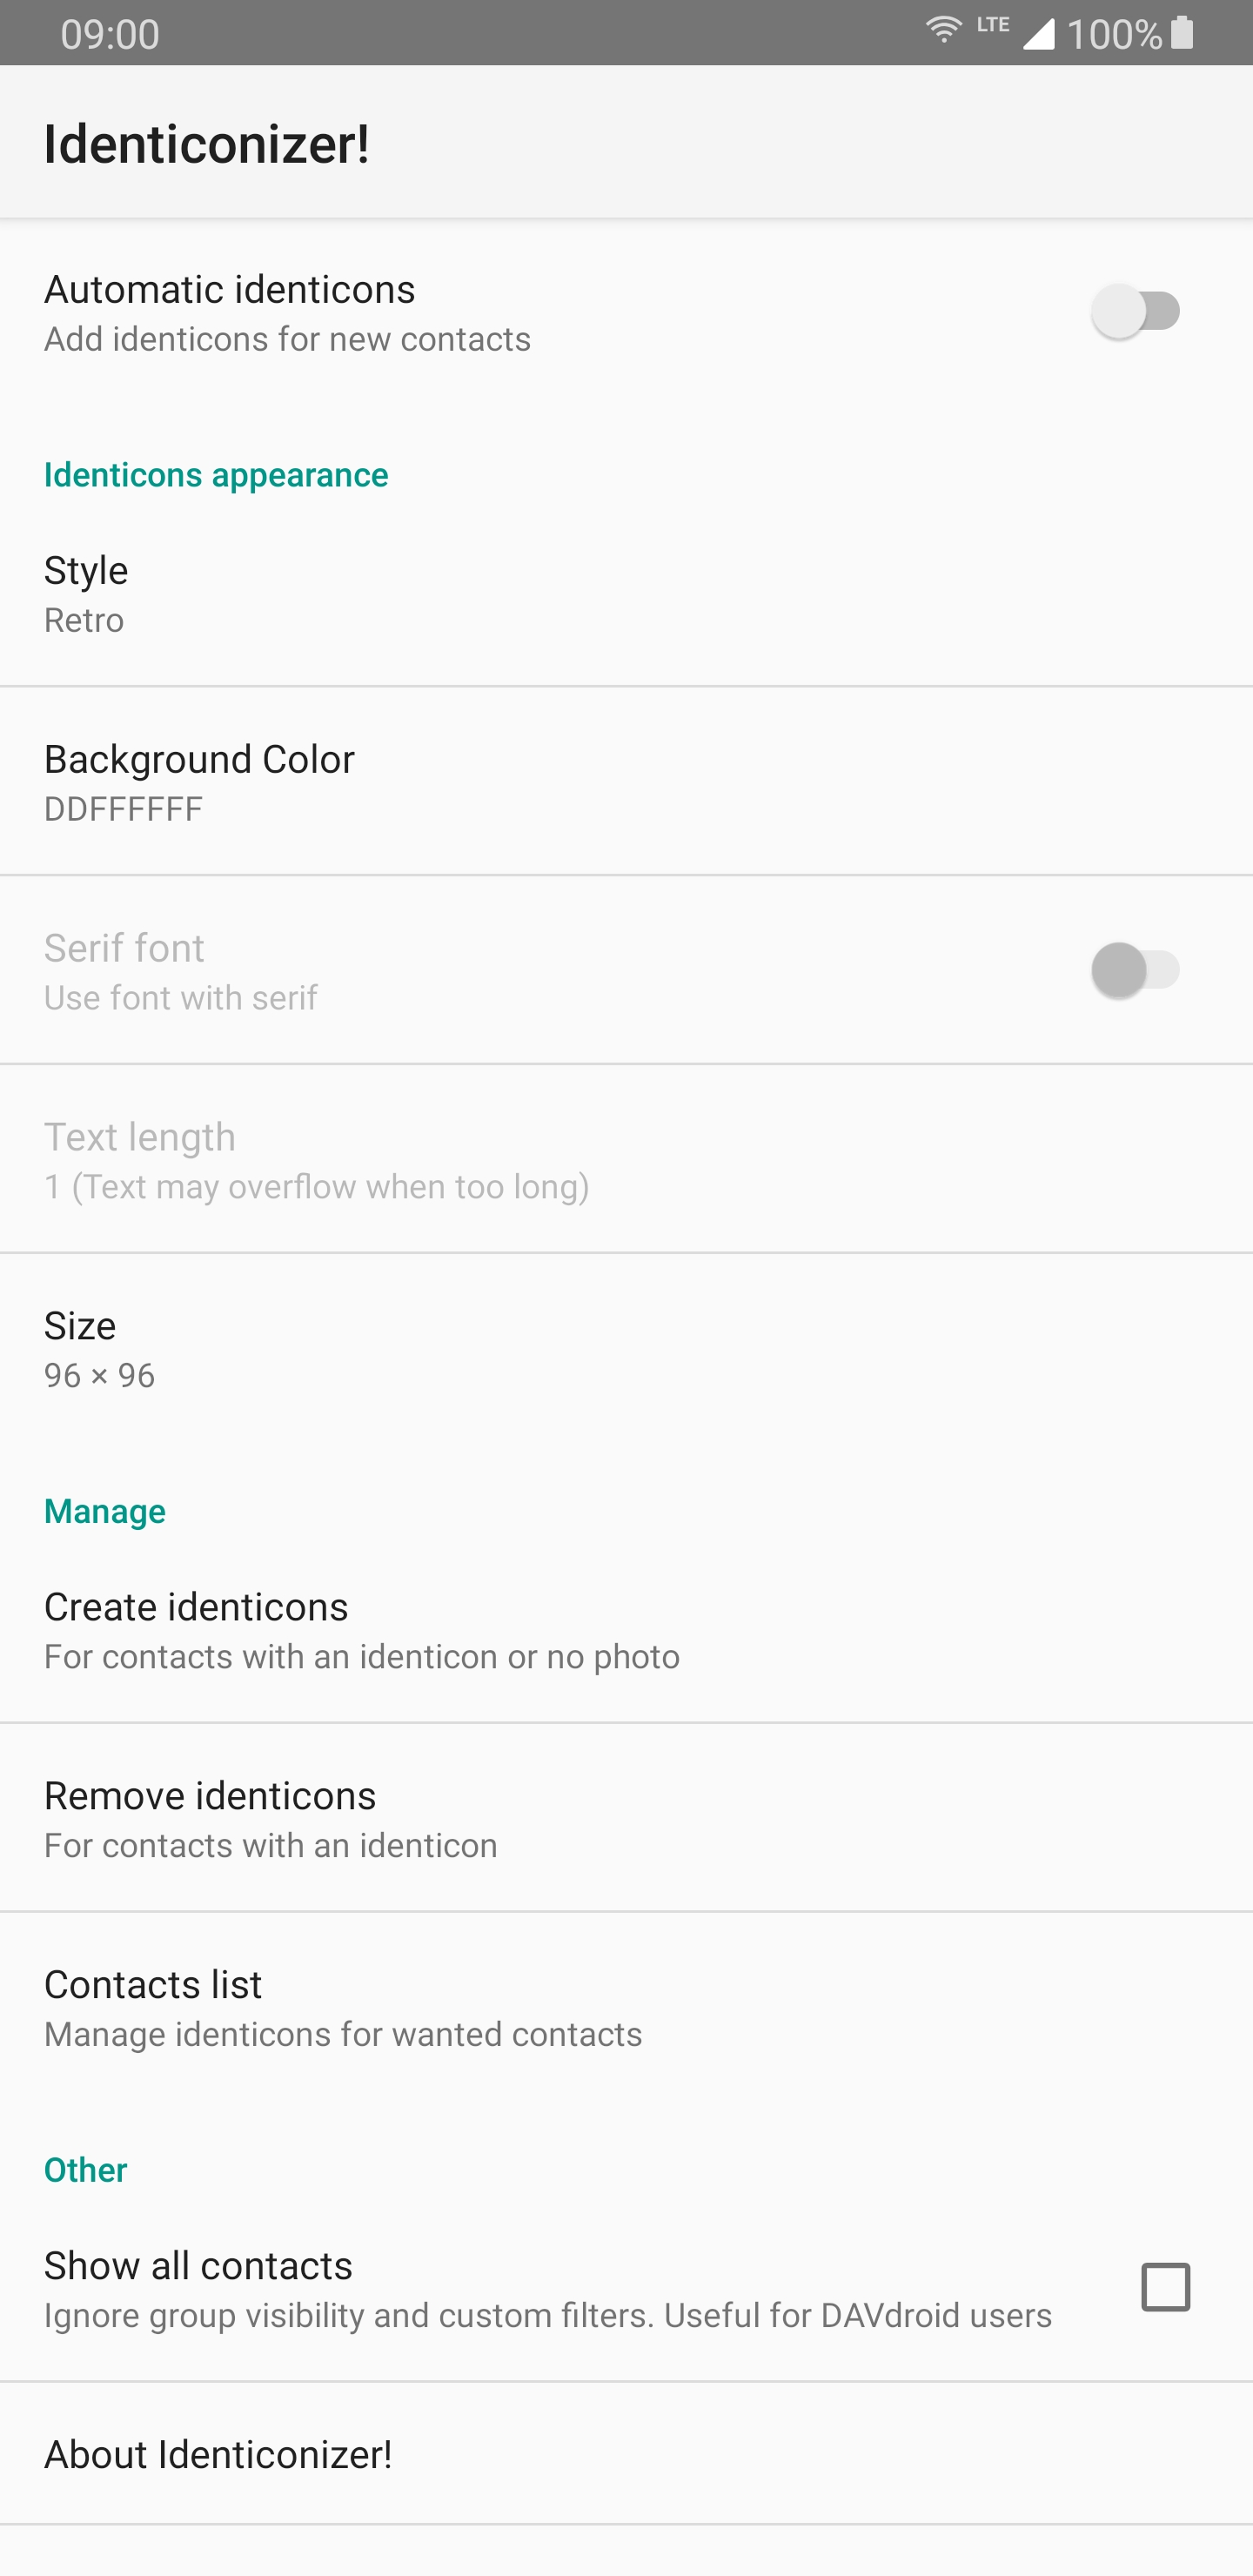 09:00 LTE 100%
Identiconizer!
Automatic identicons
Add identicons for new contacts
Identicons appearance
Style
Retro
Background Color
DDFFFFFF
Serif font
Use font with serif
Text length
1 (Text may overflow when too long)
Size
96 × 96
Manage
Create identicons
For contacts with an identicon or no photo
Remove identicons
For contacts with an identicon
Contacts list
Manage identicons for wanted contacts
Other
Show all contacts
Ignore group visibility and custom filters. Useful for DAVdroid users
About Identiconizer!